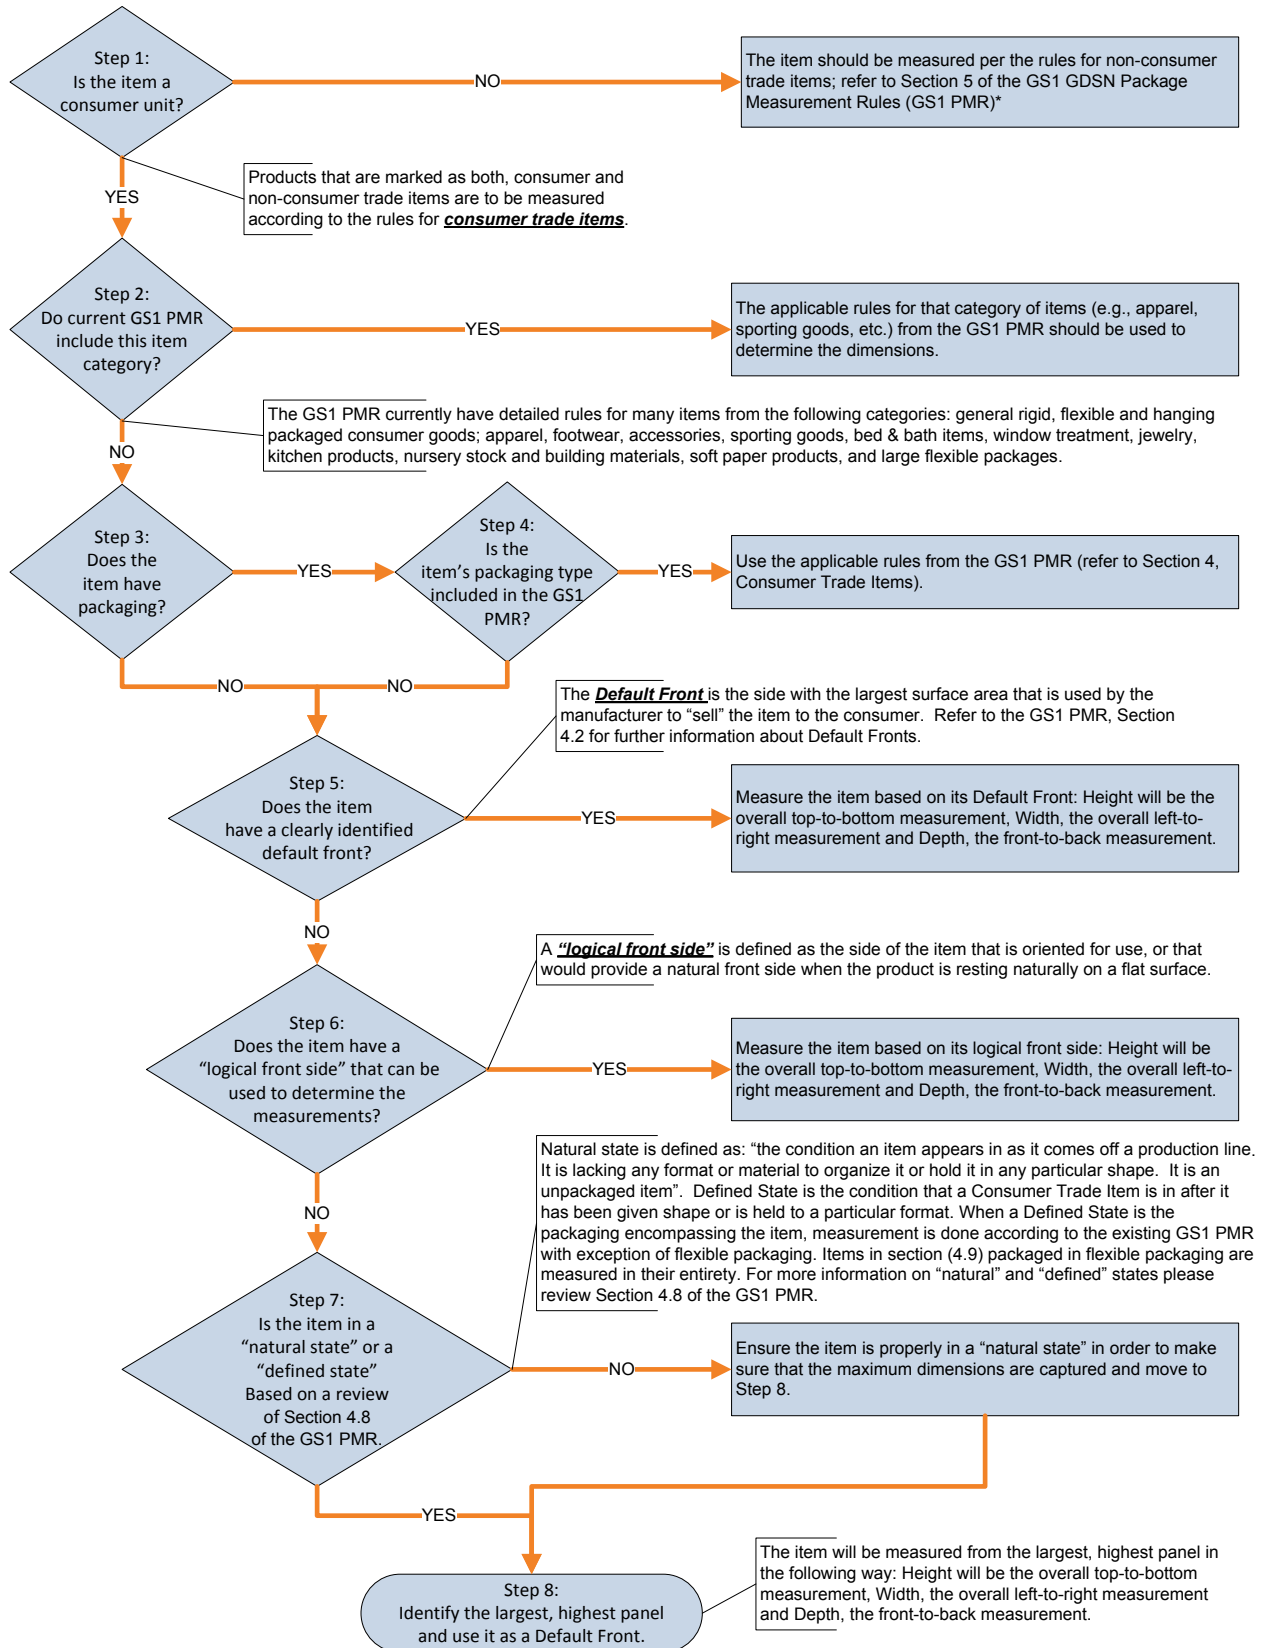 Step 1:
Is the item a
consumer unit?
NO
The item should be measured per the rules for non-consumer
trade items; refer to Section 5 of the GS1 GDSN Package
Measurement Rules (GS1 PMR)*
YES
Products that are marked as both, consumer and
non-consumer trade items are to be measured
according to the rules for consumer trade items.
Step 2:
Do current GS1 PMR
include this item
category?
YES
The applicable rules for that category of items (e.g., apparel,
sporting goods, etc.) from the GS1 PMR should be used to
determine the dimensions.
NO
The GS1 PMR currently have detailed rules for many items from the following categories: general rigid, flexible and hanging
packaged consumer goods; apparel, footwear, accessories, sporting goods, bed & bath items, window treatment, jewelry,
kitchen products, nursery stock and building materials, soft paper products, and large flexible packages.
Step 3:
Does the
item have
packaging?
YES
Step 4:
Is the
item's packaging type
included in the GS1
PMR?
YES
Use the applicable rules from the GS1 PMR (refer to Section 4,
Consumer Trade Items).
NO
NO
The Default Front is the side with the largest surface area that is used by the
manufacturer to “sell” the item to the consumer.  Refer to the GS1 PMR, Section
4.2 for further information about Default Fronts.
Step 5:
Does the item
have a clearly identified
default front?
YES
Measure the item based on its Default Front: Height will be the
overall top-to-bottom measurement, Width, the overall left-to-
right measurement and Depth, the front-to-back measurement.
NO
A “logical front side” is defined as the side of the item that is oriented for use, or that
would provide a natural front side when the product is resting naturally on a flat surface.
Step 6:
Does the item have a
“logical front side” that can be
used to determine the
measurements?
YES
Measure the item based on its logical front side: Height will be
the overall top-to-bottom measurement, Width, the overall left-to-
right measurement and Depth, the front-to-back measurement.
NO
Natural state is defined as: “the condition an item appears in as it comes off a production line.
It is lacking any format or material to organize it or hold it in any particular shape.  It is an
unpackaged item”.  Defined State is the condition that a Consumer Trade Item is in after it
has been given shape or is held to a particular format. When a Defined State is the
packaging encompassing the item, measurement is done according to the existing GS1 PMR
with exception of flexible packaging. Items in section (4.9) packaged in flexible packaging are
measured in their entirety. For more information on “natural” and “defined” states please
review Section 4.8 of the GS1 PMR.
Step 7:
Is the item in a
“natural state” or a
“defined state”
Based on a review
of Section 4.8
of the GS1 PMR.
NO
Ensure the item is properly in a “natural state” in order to make
sure that the maximum dimensions are captured and move to
Step 8.
YES
Step 8:
Identify the largest, highest panel
and use it as a Default Front.
The item will be measured from the largest, highest panel in
the following way: Height will be the overall top-to-bottom
measurement, Width, the overall left-to-right measurement
and Depth, the front-to-back measurement.